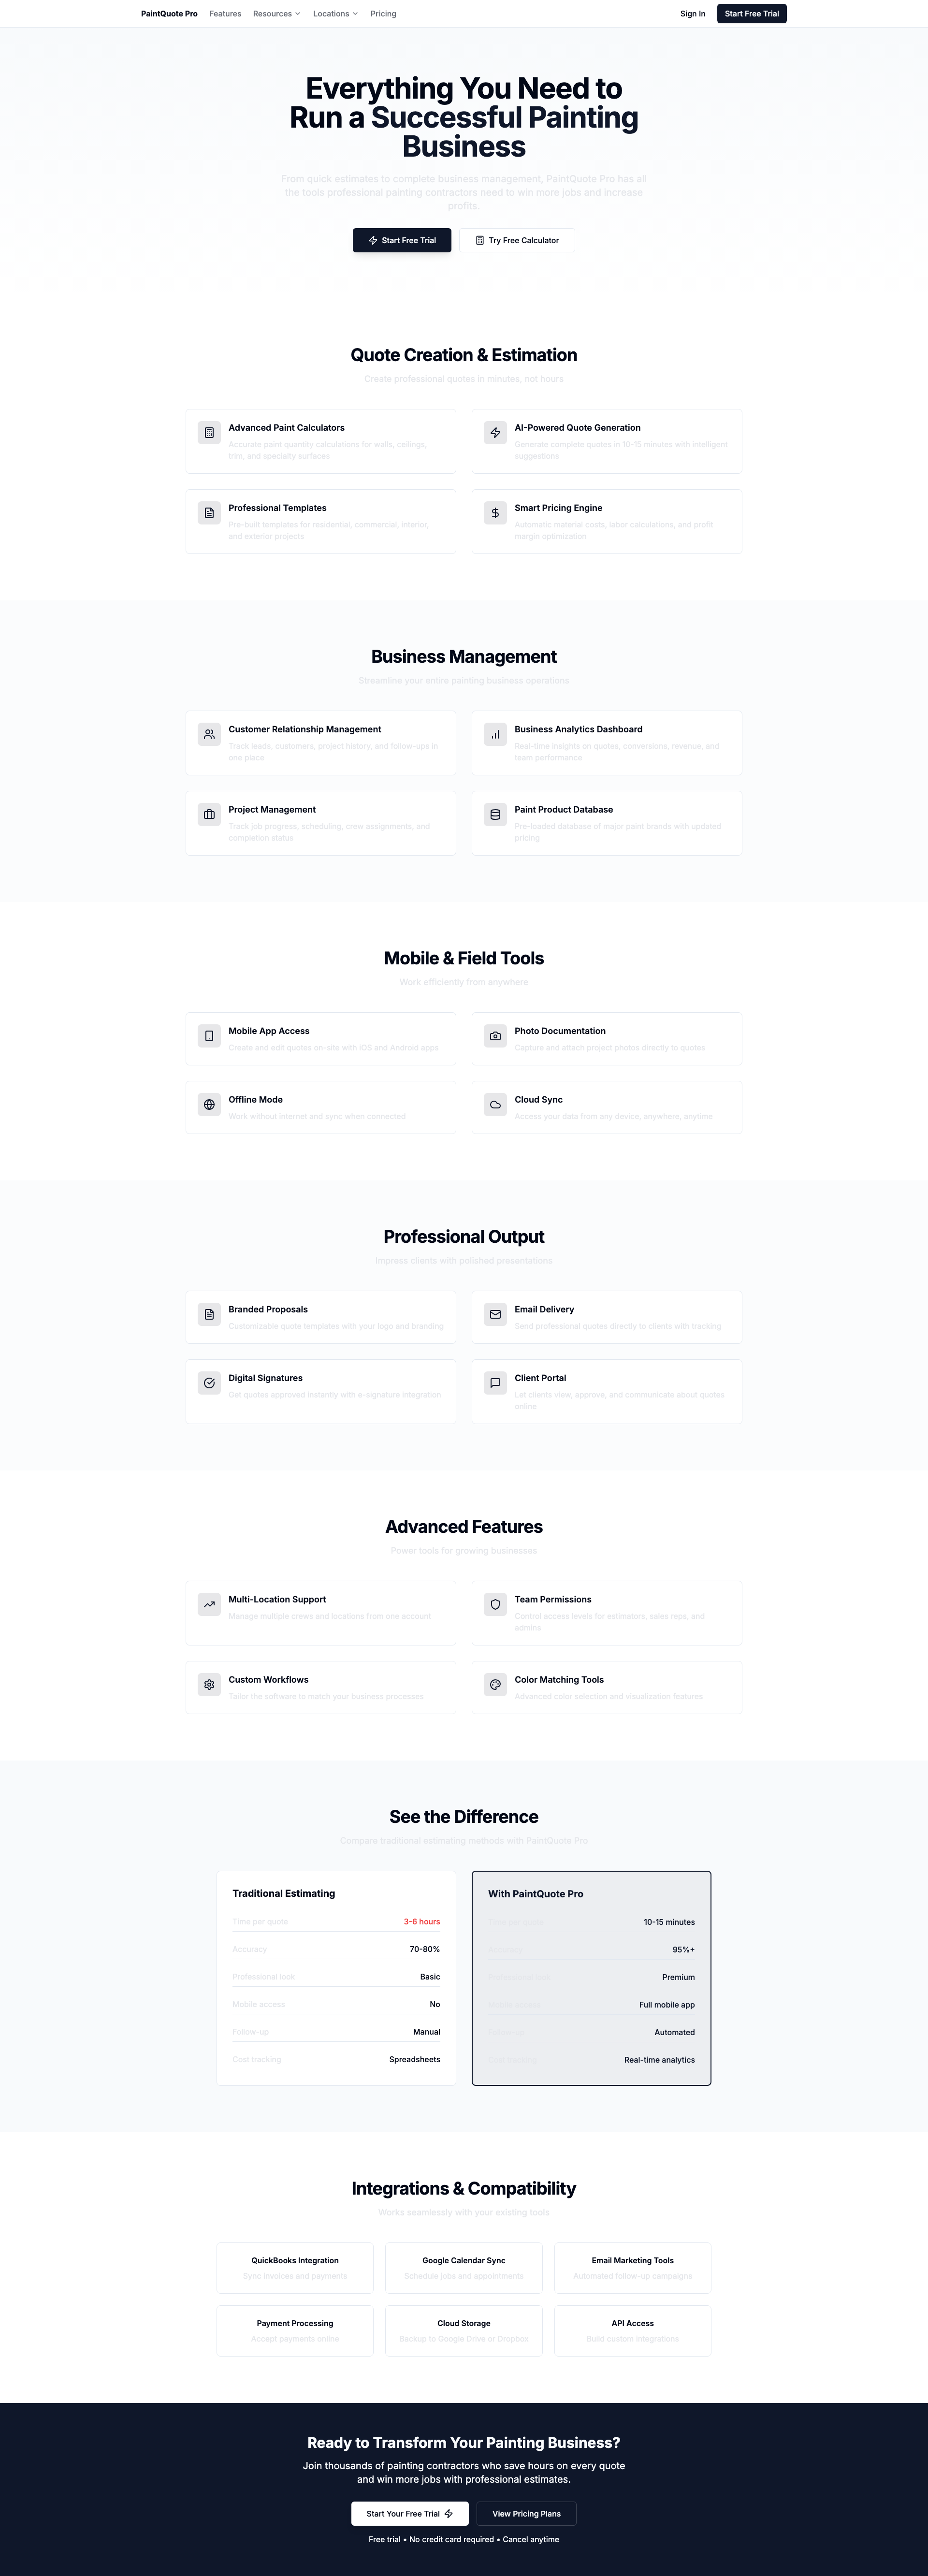 PaintQuote Pro Features Resources Locations Pricing Sign In Start Free Trial
Everything You Need to
Run a Successful Painting
Business
From quick estimates to complete business management, PaintQuote Pro has all
the tools professional painting contractors need to win more jobs and increase
profits.
Start Free Trial Try Free Calculator
Quote Creation & Estimation
Create professional quotes in minutes, not hours
Advanced Paint Calculators
Accurate paint quantity calculations for walls, ceilings,
trim, and specialty surfaces
AI-Powered Quote Generation
Generate complete quotes in 10-15 minutes with intelligent
suggestions
Professional Templates
Pre-built templates for residential, commercial, interior,
and exterior projects
Smart Pricing Engine
Automatic material costs, labor calculations, and profit
margin optimization
Business Management
Streamline your entire painting business operations
Customer Relationship Management
Track leads, customers, project history, and follow-ups in
one place
Business Analytics Dashboard
Real-time insights on quotes, conversions, revenue, and
team performance
Project Management
Track job progress, scheduling, crew assignments, and
completion status
Paint Product Database
Pre-loaded database of major paint brands with updated
pricing
Mobile & Field Tools
Work efficiently from anywhere
Mobile App Access
Create and edit quotes on-site with iOS and Android apps
Photo Documentation
Capture and attach project photos directly to quotes
Offline Mode
Work without internet and sync when connected
Cloud Sync
Access your data from any device, anywhere, anytime
Professional Output
Impress clients with polished presentations
Branded Proposals
Customizable quote templates with your logo and branding
Email Delivery
Send professional quotes directly to clients with tracking
Digital Signatures
Get quotes approved instantly with e-signature integration
Client Portal
Let clients view, approve, and communicate about quotes
online
Advanced Features
Power tools for growing businesses
Multi-Location Support
Manage multiple crews and locations from one account
Team Permissions
Control access levels for estimators, sales reps, and
admins
Custom Workflows
Tailor the software to match your business processes
Color Matching Tools
Advanced color selection and visualization features
See the Difference
Compare traditional estimating methods with PaintQuote Pro
Traditional Estimating
Time per quote 3-6 hours
Accuracy 70-80%
Professional look Basic
Mobile access No
Follow-up Manual
Cost tracking Spreadsheets
With PaintQuote Pro
10-15 minutes
95%+
Premium
Full mobile app
Automated
Real-time analytics
Integrations & Compatibility
Works seamlessly with your existing tools
QuickBooks Integration
Sync invoices and payments
Google Calendar Sync
Schedule jobs and appointments
Email Marketing Tools
Automated follow-up campaigns
Payment Processing
Accept payments online
Cloud Storage
Backup to Google Drive or Dropbox
API Access
Build custom integrations
Ready to Transform Your Painting Business?
Join thousands of painting contractors who save hours on every quote
and win more jobs with professional estimates.
Start Your Free Trial View Pricing Plans
Free trial • No credit card required • Cancel anytime